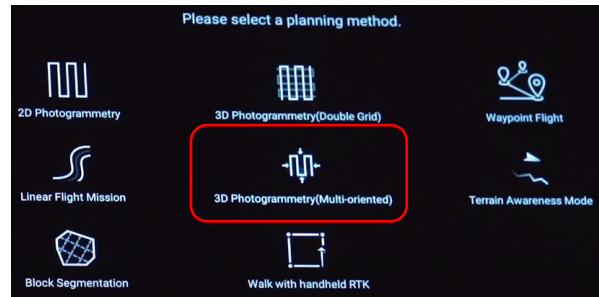 Please select a planning method.
2D Photogrammetry
3D Photogrammetry(Double Grid)
Waypoint Flight
Linear Flight Mission
3D Photogrammetry(Multi-oriented)
Terrain Awareness Mode
Block Segmentation
Walk with handheld RTK